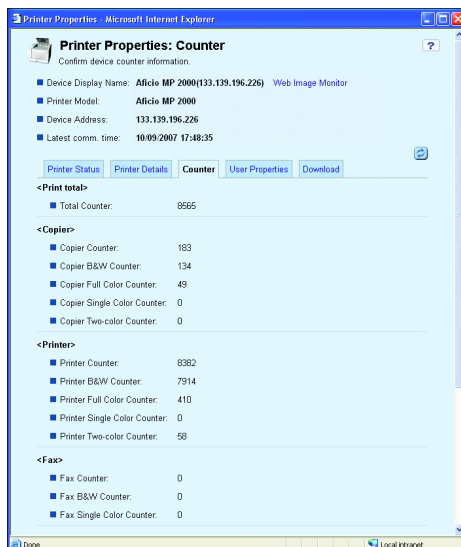 Printer Properties - Microsoft Internet Explorer
Printer Properties: Counter
?
Confirm device counter information.
Device Display Name: Aficio MP 2000(133.139.196.226) Web Image Monitor
Printer Model: Aficio MP 2000
Device Address: 133.139.196.226
Latest comm. time: 10/09/2007 17:48:35
Printer Status Printer Details Counter User Properties Download
<Print total>
Total Counter: 8565
<Copier>
Copier Counter: 183
Copier B&W Counter: 134
Copier Full Color Counter: 49
Copier Single Color Counter: 0
Copier Two-color Counter: 0
<Printer>
Printer Counter: 8382
Printer B&W Counter: 7914
Printer Full Color Counter: 410
Printer Single Color Counter: 0
Printer Two-color Counter: 58
<Fax>
Fax Counter: 0
Fax B&W Counter: 0
Fax Single Color Counter: 0
Done Local intranet